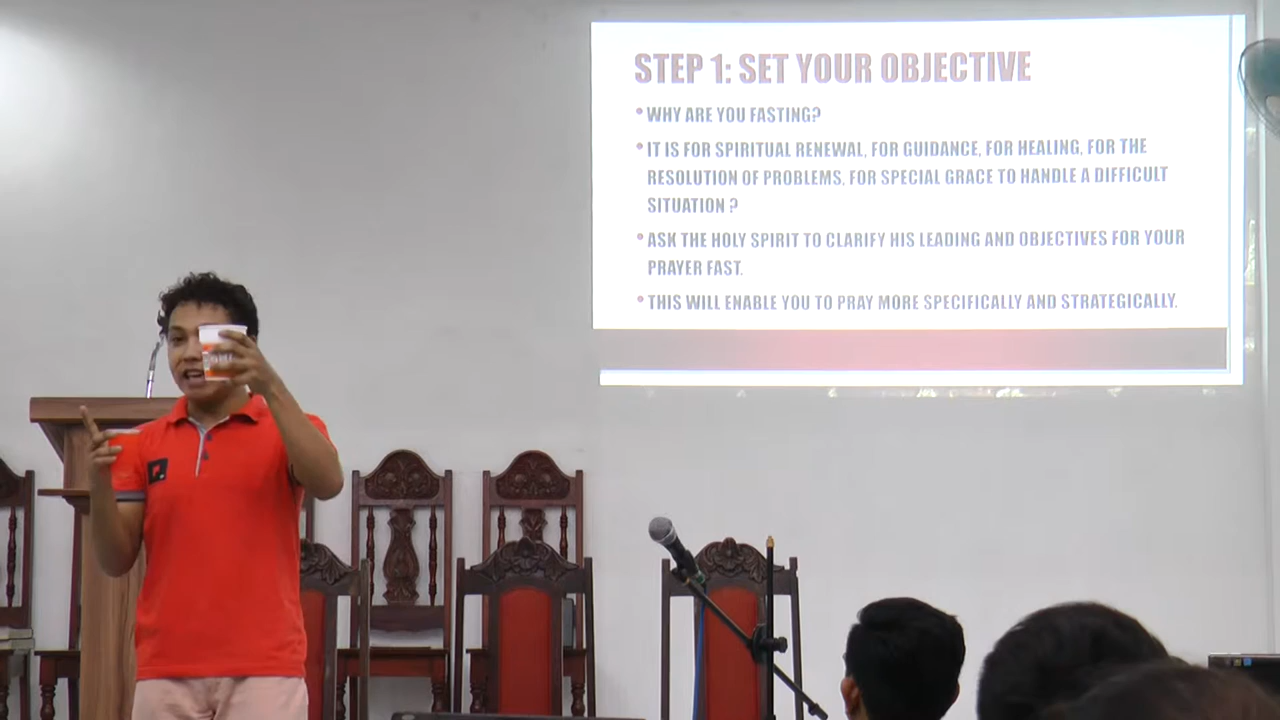 STEP 1: SET YOUR OBJECTIVE
• WHY ARE YOU FASTING?
• IT IS FOR SPIRITUAL RENEWAL, FOR GUIDANCE, FOR HEALING, FOR THE
RESOLUTION OF PROBLEMS, FOR SPECIAL GRACE TO HANDLE A DIFFICULT
SITUATION ?
• ASK THE HOLY SPIRIT TO CLARIFY HIS LEADING AND OBJECTIVES FOR YOUR
PRAYER FAST.
• THIS WILL ENABLE YOU TO PRAY MORE SPECIFICALLY AND STRATEGICALLY.